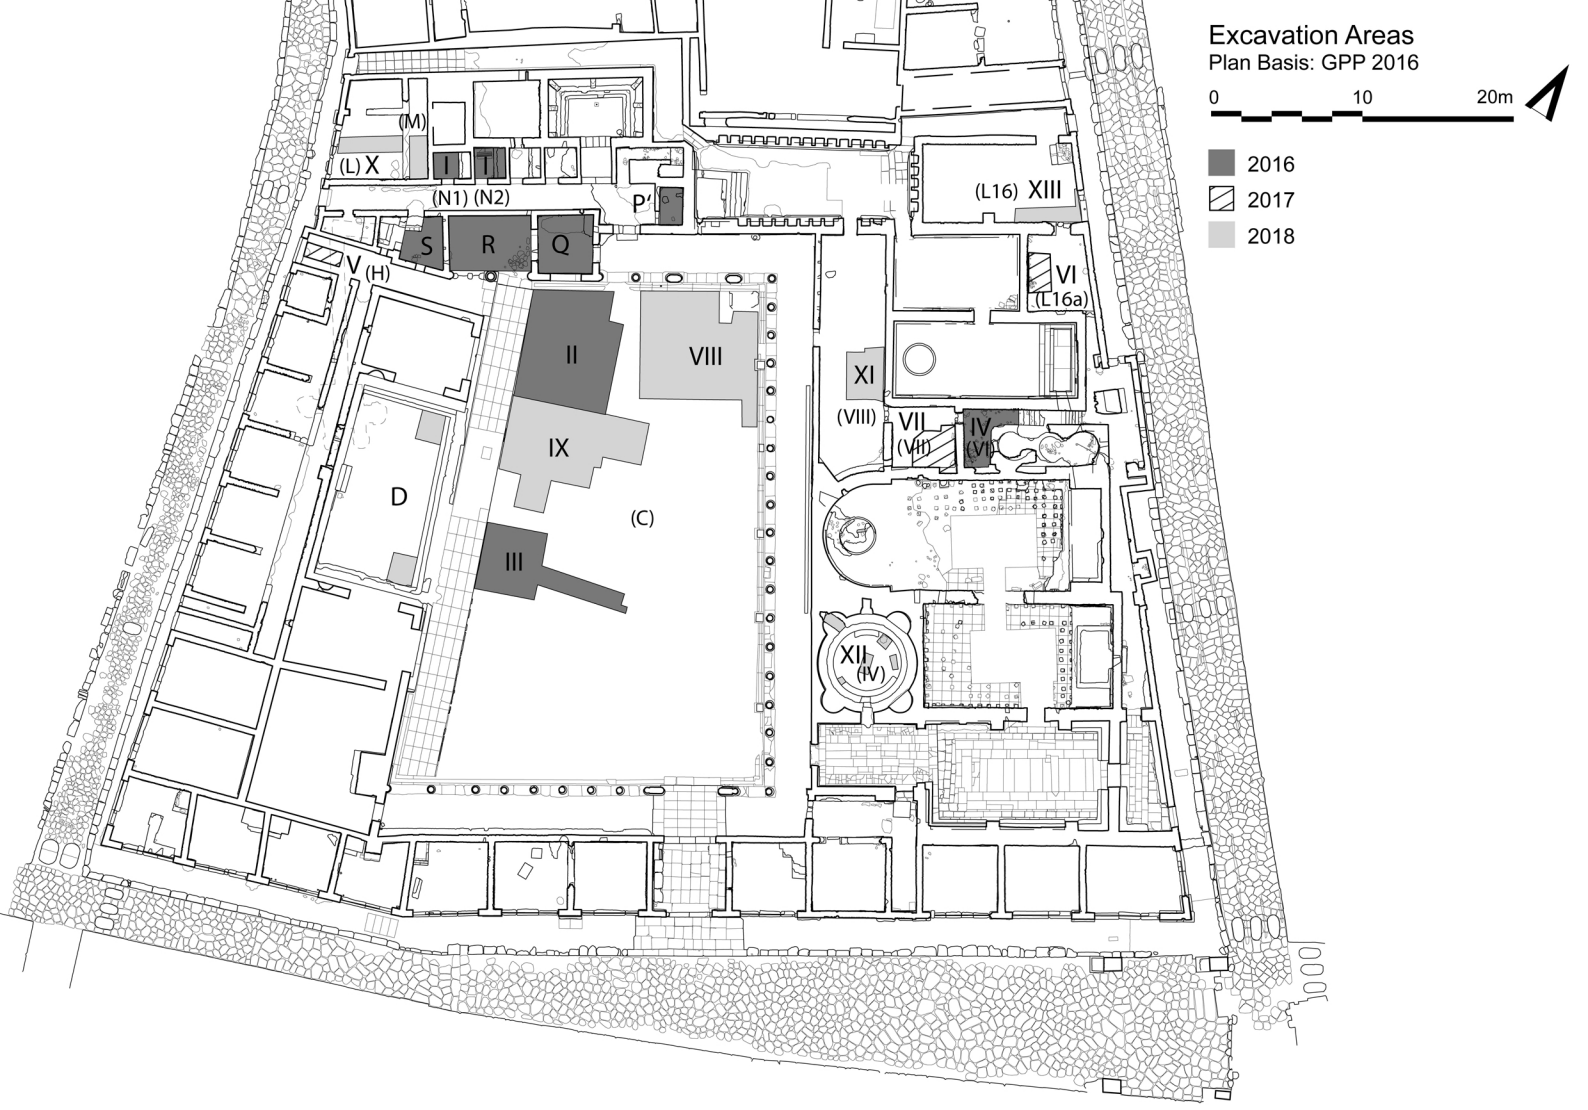 Excavation Areas
Plan Basis: GPP 2016
0 10 20m
2016
2017
2018
(M)
(L) X
I
T
(N1) (N2)
P'
(L16) XIII
S
R
Q
V (H)
VI
(L16a)
II
VIII
XI
(VIII)
VII
(VII)
IV
(VI)
IX
D
(C)
III
XII
(IV)